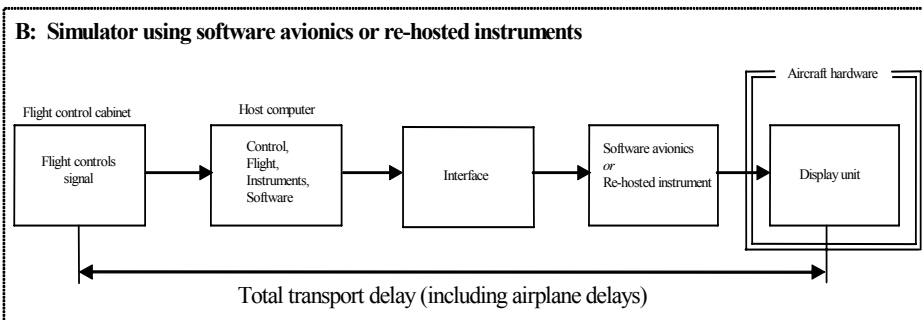 B: Simulator using software avionics or re-hosted instruments
Aircraft hardware
Flight control cabinet
Host computer
Flight controls
signal
Control,
Flight,
Instruments,
Software
Interface
Software avionics
or
Re-hosted instrument
Display unit
Total transport delay (including airplane delays)